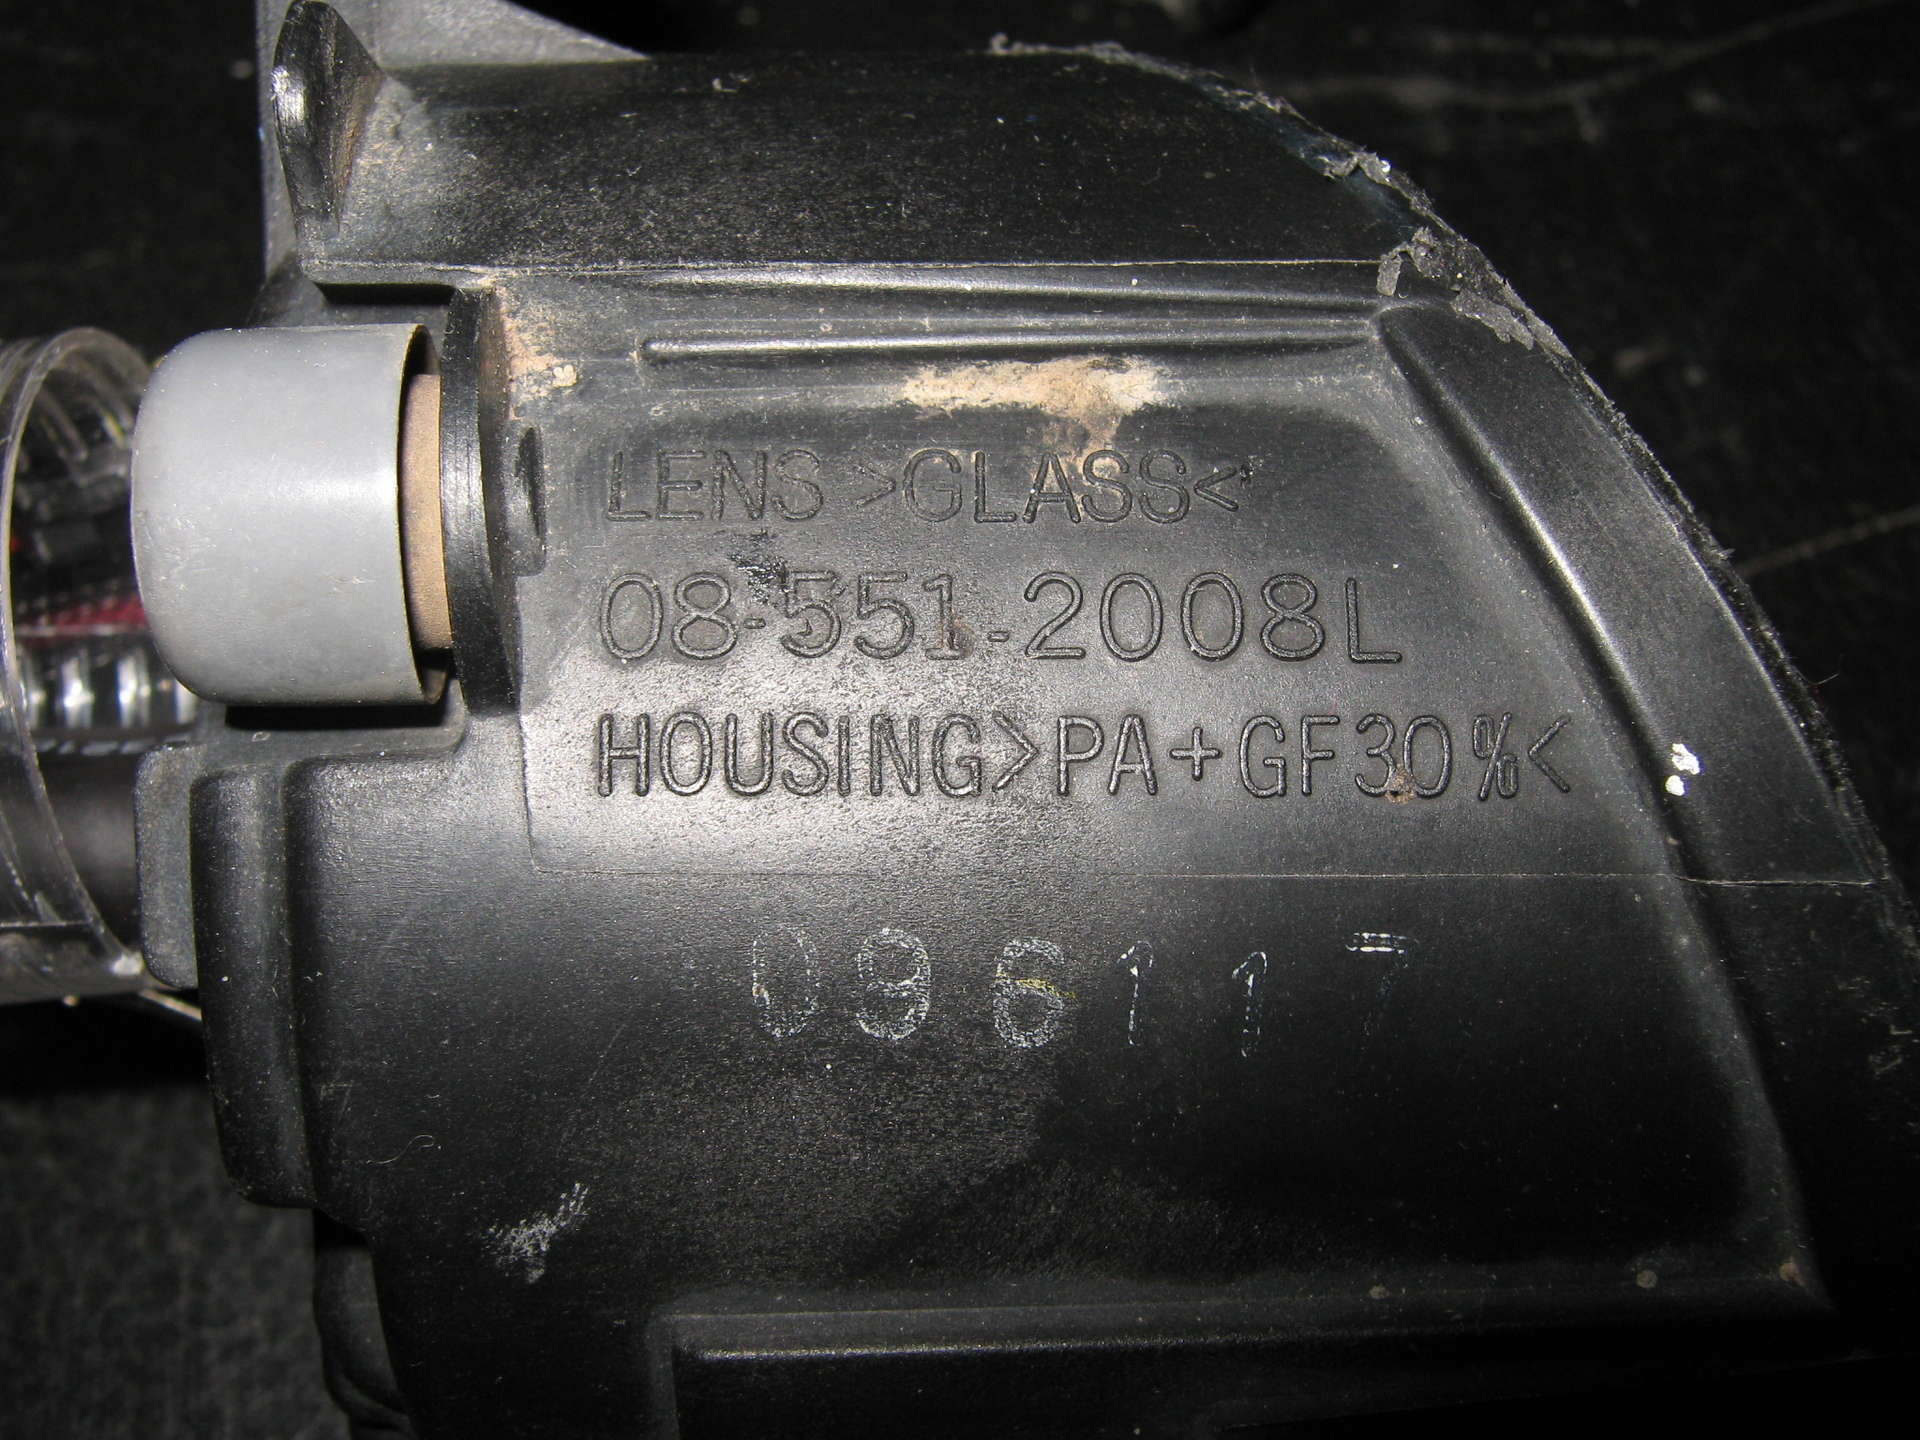 LENS >GLASS<
08-551-2008L
HOUSING>PA+GF30%<
096117